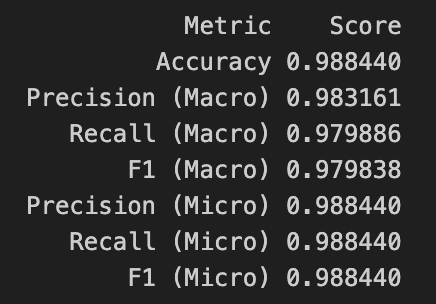 Metric Score
Accuracy 0.988440
Precision (Macro) 0.983161
Recall (Macro) 0.979886
F1 (Macro) 0.979838
Precision (Micro) 0.988440
Recall (Micro) 0.988440
F1 (Micro) 0.988440